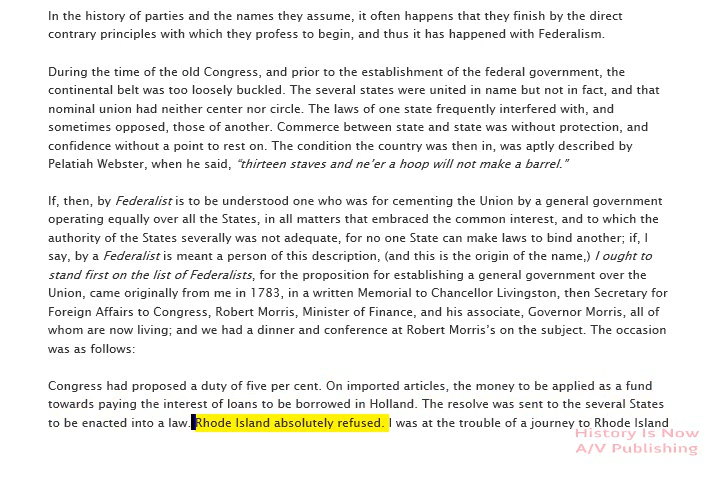 In the history of parties and the names they assume, it often happens that they finish by the direct
contrary principles with which they profess to begin, and thus it has happened with Federalism.
During the time of the old Congress, and prior to the establishment of the federal government, the
continental belt was too loosely buckled. The several states were united in name but not in fact, and that
nominal union had neither center nor circle. The laws of one state frequently interfered with, and
sometimes opposed, those of another. Commerce between state and state was without protection, and
confidence without a point to rest on. The condition the country was then in, was aptly described by
Pelatiah Webster, when he said, “thirteen staves and ne’er a hoop will not make a barrel.”
If, then, by Federalist is to be understood one who was for cementing the Union by a general government
operating equally over all the States, in all matters that embraced the common interest, and to which the
authority of the States severally was not adequate, for no one State can make laws to bind another; if, I
say, by a Federalist is meant a person of this description, (and this is the origin of the name,) I ought to
stand first on the list of Federalists, for the proposition for establishing a general government over the
Union, came originally from me in 1783, in a written Memorial to Chancellor Livingston, then Secretary for
Foreign Affairs to Congress, Robert Morris, Minister of Finance, and his associate, Governor Morris, all of
whom are now living; and we had a dinner and conference at Robert Morris’s on the subject. The occasion
was as follows:
Congress had proposed a duty of five per cent. On imported articles, the money to be applied as a fund
towards paying the interest of loans to be borrowed in Holland. The resolve was sent to the several States
to be enacted into a law. Rhode Island absolutely refused. I was at the trouble of a journey to Rhode Island
History Is Now
A/V Publishing